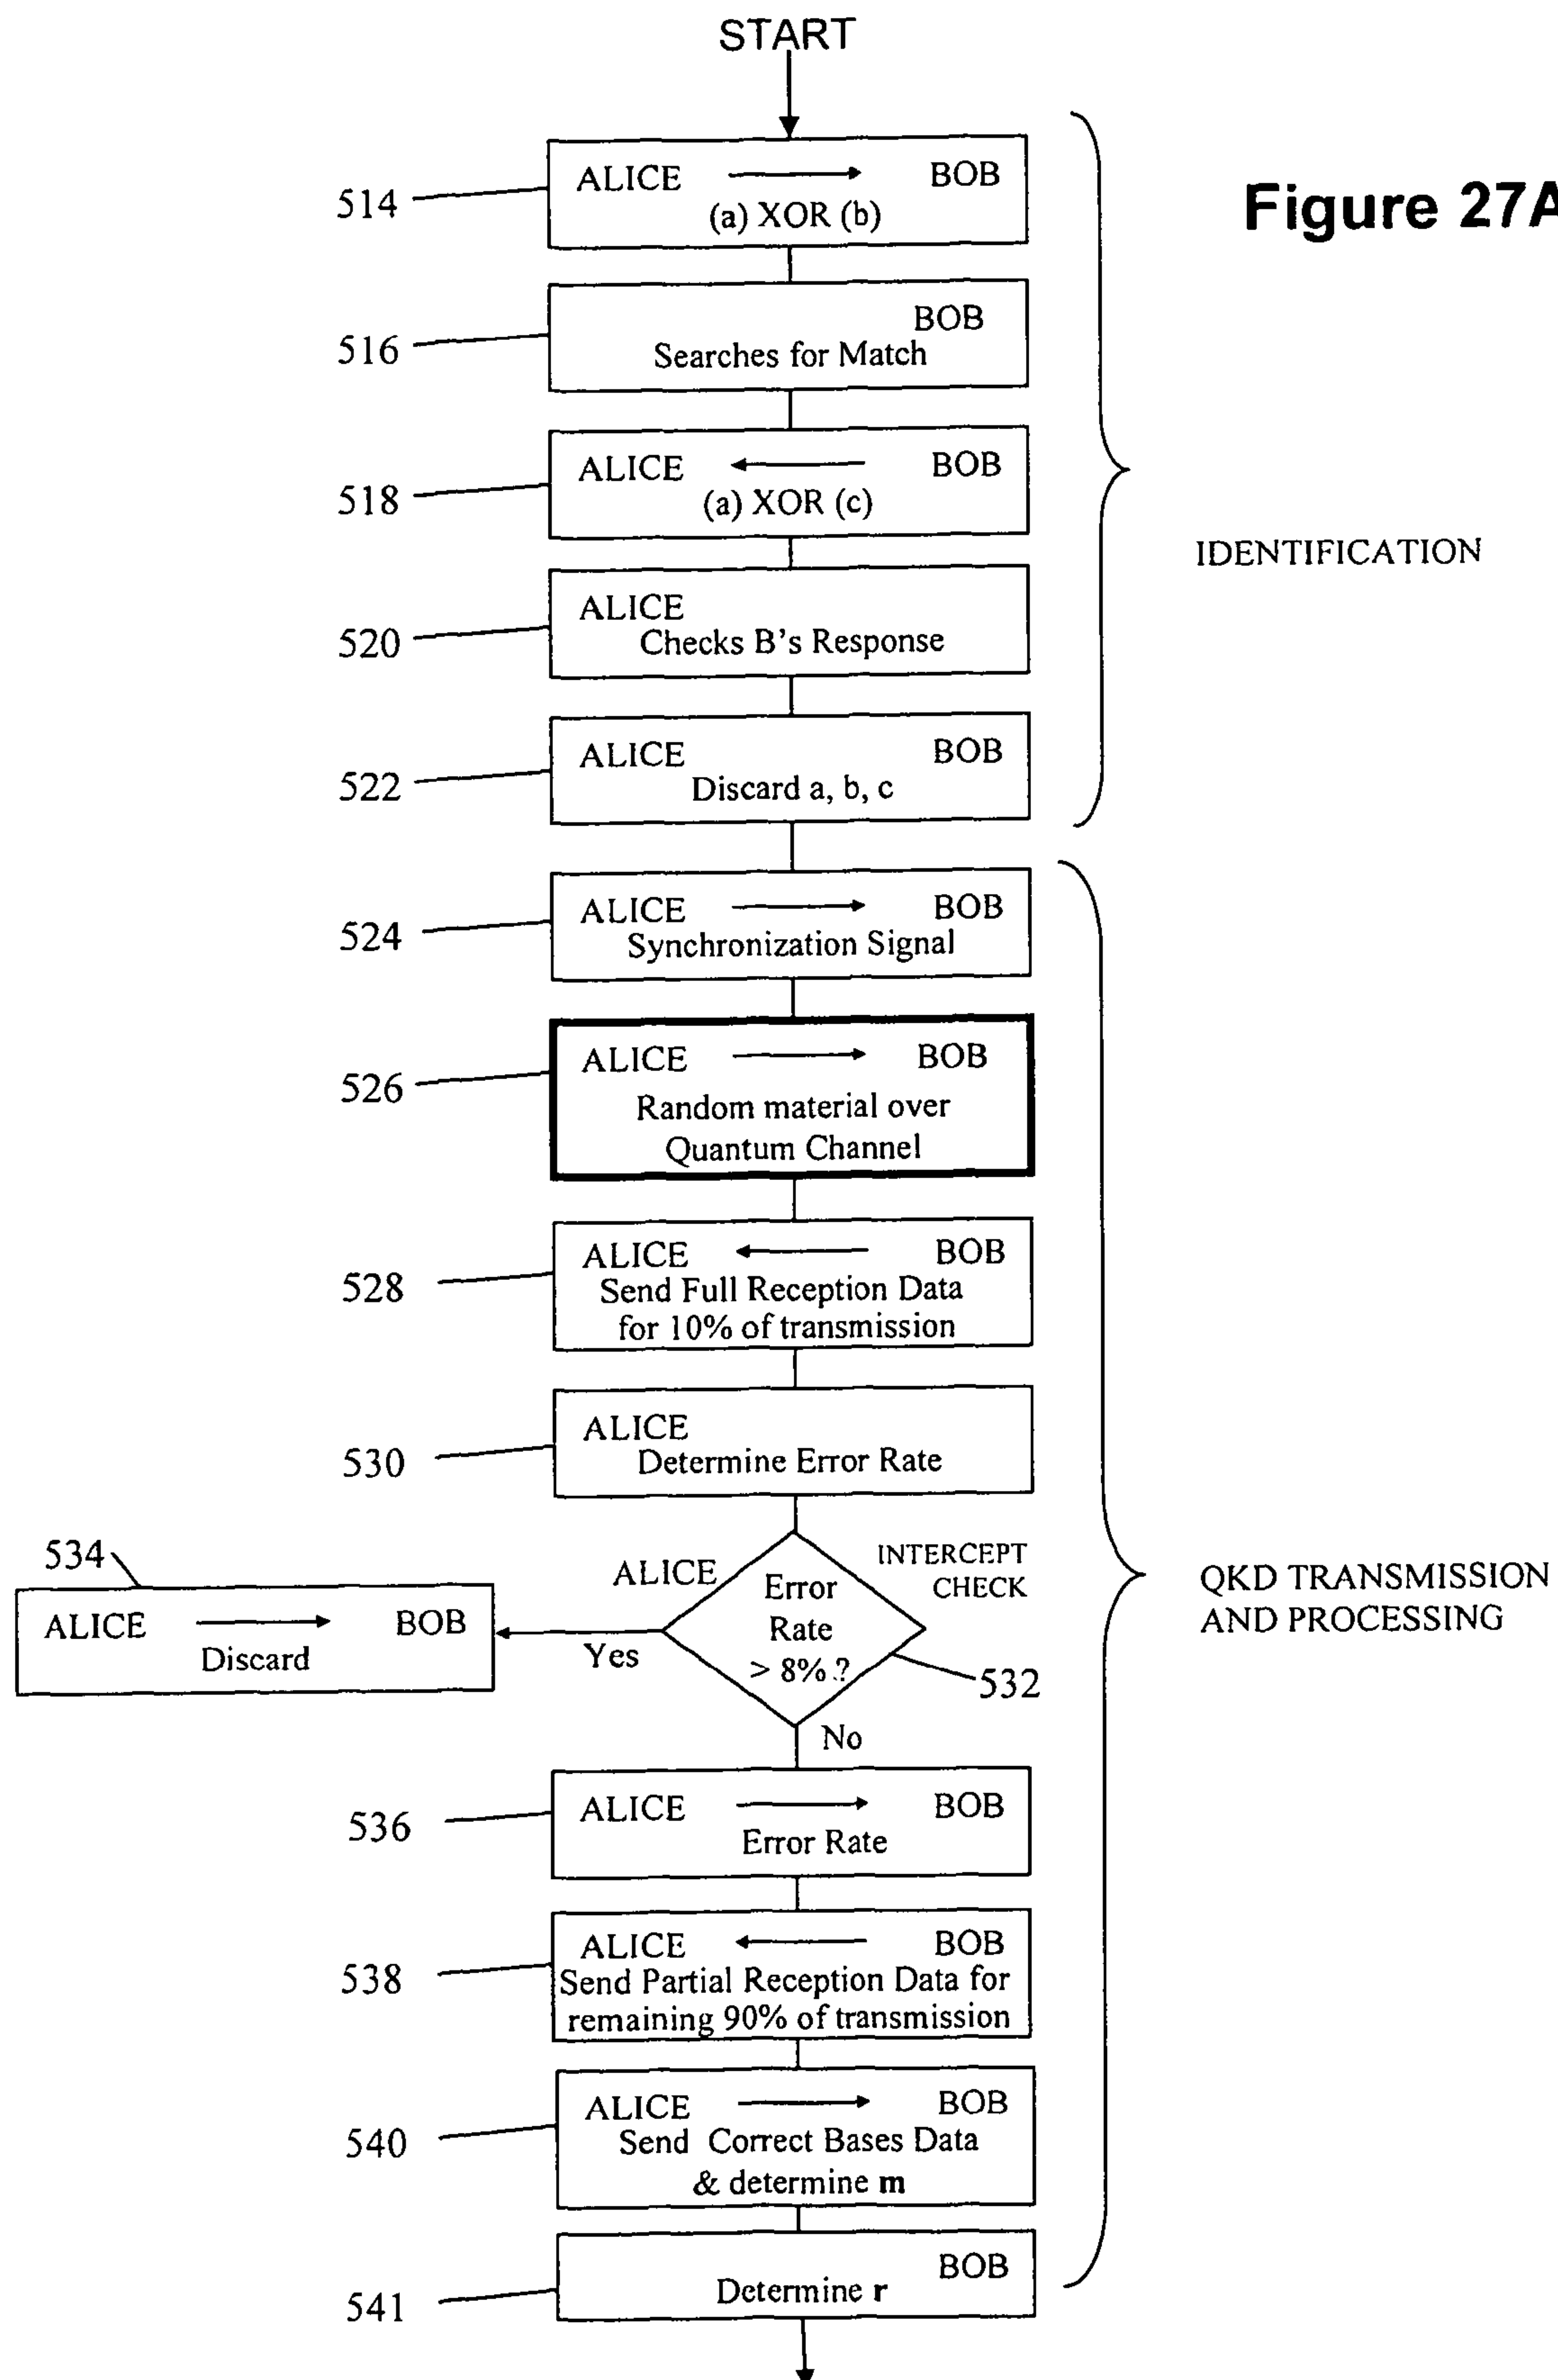 START
Figure 27A
514
ALICE BOB
(a) XOR (b)
516
BOB
Searches for Match
518
ALICE BOB
(a) XOR (c)
IDENTIFICATION
520
ALICE
Checks B's Response
522
ALICE BOB
Discard a, b, c
524
ALICE BOB
Synchronization Signal
526
ALICE BOB
Random material over
Quantum Channel
528
ALICE BOB
Send Full Reception Data
for 10% of transmission
530
ALICE
Determine Error Rate
534
ALICE BOB
Discard
Yes
ALICE
INTERCEPT
CHECK
Error
Rate
> 8% ?
532
No
QKD TRANSMISSION
AND PROCESSING
536
ALICE BOB
Error Rate
538
ALICE BOB
Send Partial Reception Data for
remaining 90% of transmission
540
ALICE BOB
Send Correct Bases Data
& determine m
541
BOB
Determine r